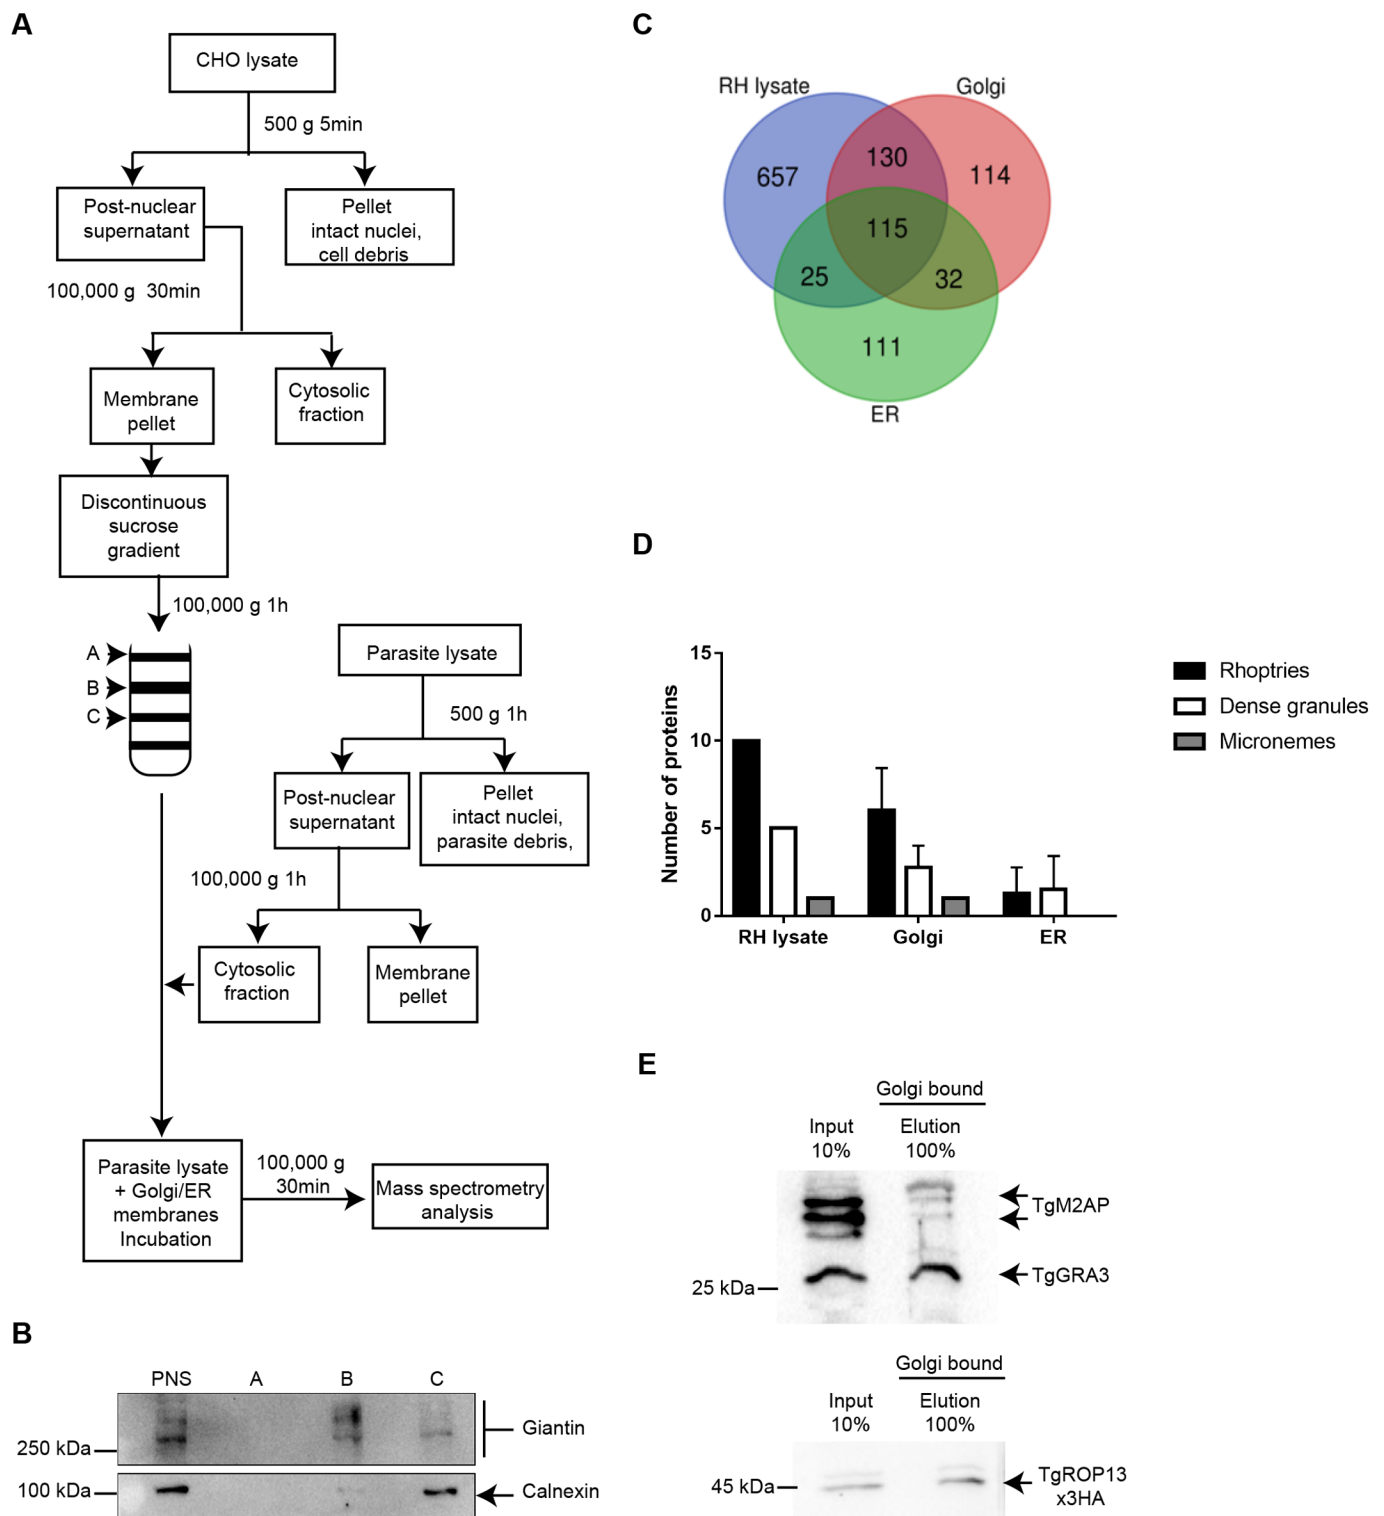 A
CHO lysate
500 g 5min
Post-nuclear
supernatant
Pellet
intact nuclei,
cell debris
100,000 g 30min
Membrane
pellet
Cytosolic
fraction
Discontinuous
sucrose
gradient
100,000 g 1h
A
B
C
Parasite lysate
500 g 1h
Post-nuclear
supernatant
Pellet
intact nuclei,
parasite debris,
100,000 g 1h
Cytosolic
fraction
Membrane
pellet
Parasite lysate
+ Golgi/ER
membranes
Incubation
100,000 g
30min
Mass spectrometry
analysis
B
PNS A B C
250 kDa
Giantin
100 kDa
Calnexin
C
RH lysate
Golgi
657
130
114
115
25
32
111
ER
D
Number of proteins
15
10
5
0
RH lysate
Golgi
ER
Rhoptries
Dense granules
Micronemes
E
Golgi bound
Input
10%
Elution
100%
TgM2AP
TgGRA3
25 kDa
Golgi bound
Input
10%
Elution
100%
45 kDa
TgROP13
x3HA